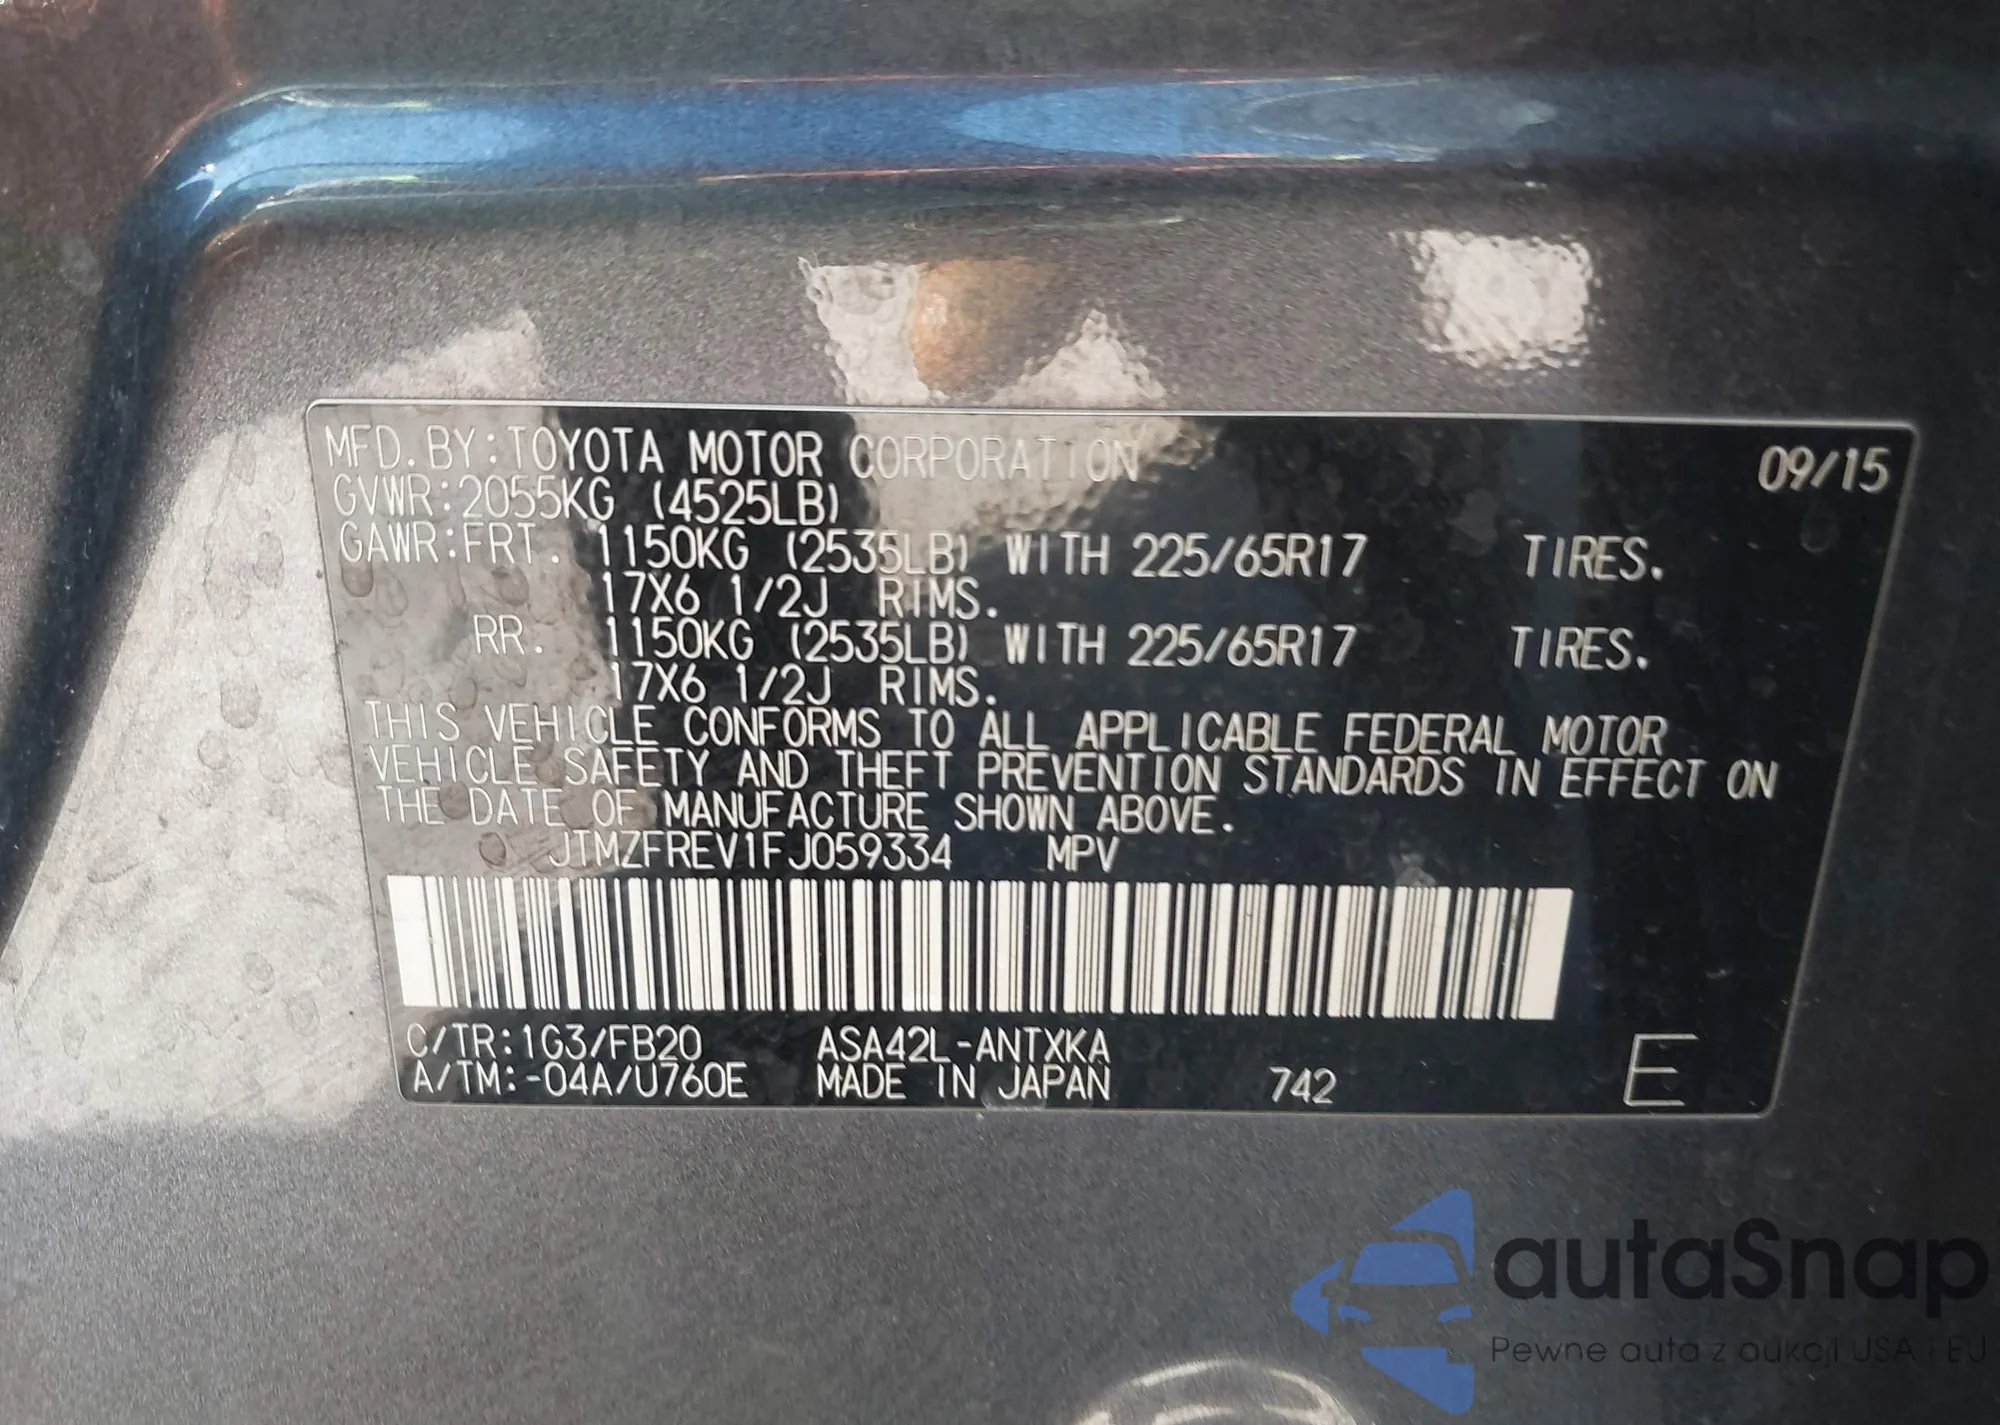 MFD.BY:TOYOTA MOTOR CORPORATION 09/15
GVWR:2055KG (4525LB)
GAWR:FRT. 1150KG (2535LB) WITH 225/65R17 TIRES.
17X6 1/2J RIMS.
RR. 1150KG (2535LB) WITH 225/65R17 TIRES.
17X6 1/2J RIMS.
THIS VEHICLE CONFORMS TO ALL APPLICABLE FEDERAL MOTOR
VEHICLE SAFETY AND THEFT PREVENTION STANDARDS IN EFFECT ON
THE DATE OF MANUFACTURE SHOWN ABOVE.
JTMZFREV1FJ059334 MPV
C/TR:1G3/FB20 ASA42L-ANTXKA
A/TM:-04A/U760E MADE IN JAPAN 742 E
autaSnap
Pewne auta z aukcji USA i EU